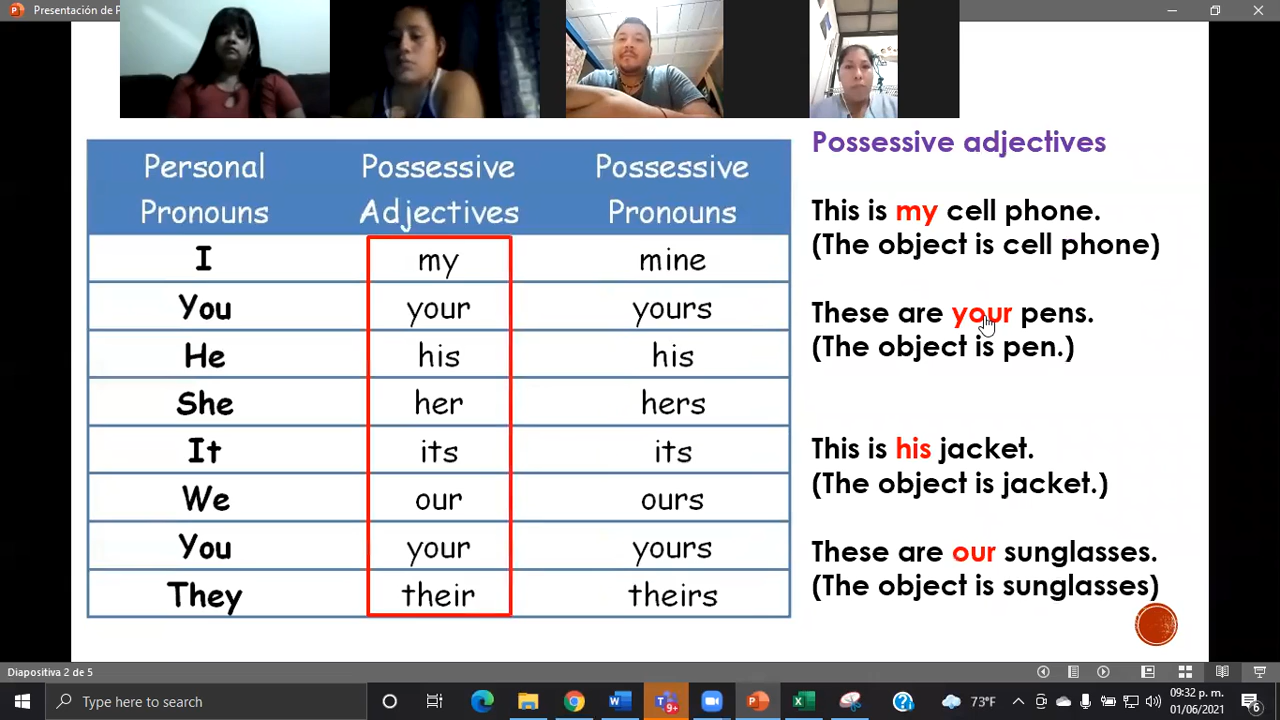 Presentación de P
Personal Pronouns Possessive Adjectives Possessive Pronouns
I my mine
You your yours
He his his
She her hers
It its its
We our ours
You your yours
They their theirs
Possessive adjectives
This is my cell phone.
(The object is cell phone)
These are your pens.
(The object is pen.)
This is his jacket.
(The object is jacket.)
These are our sunglasses.
(The object is sunglasses)
Diapositiva 2 de 5
Type here to search
9+
73°F
09:32 p. m.
01/06/2021
6